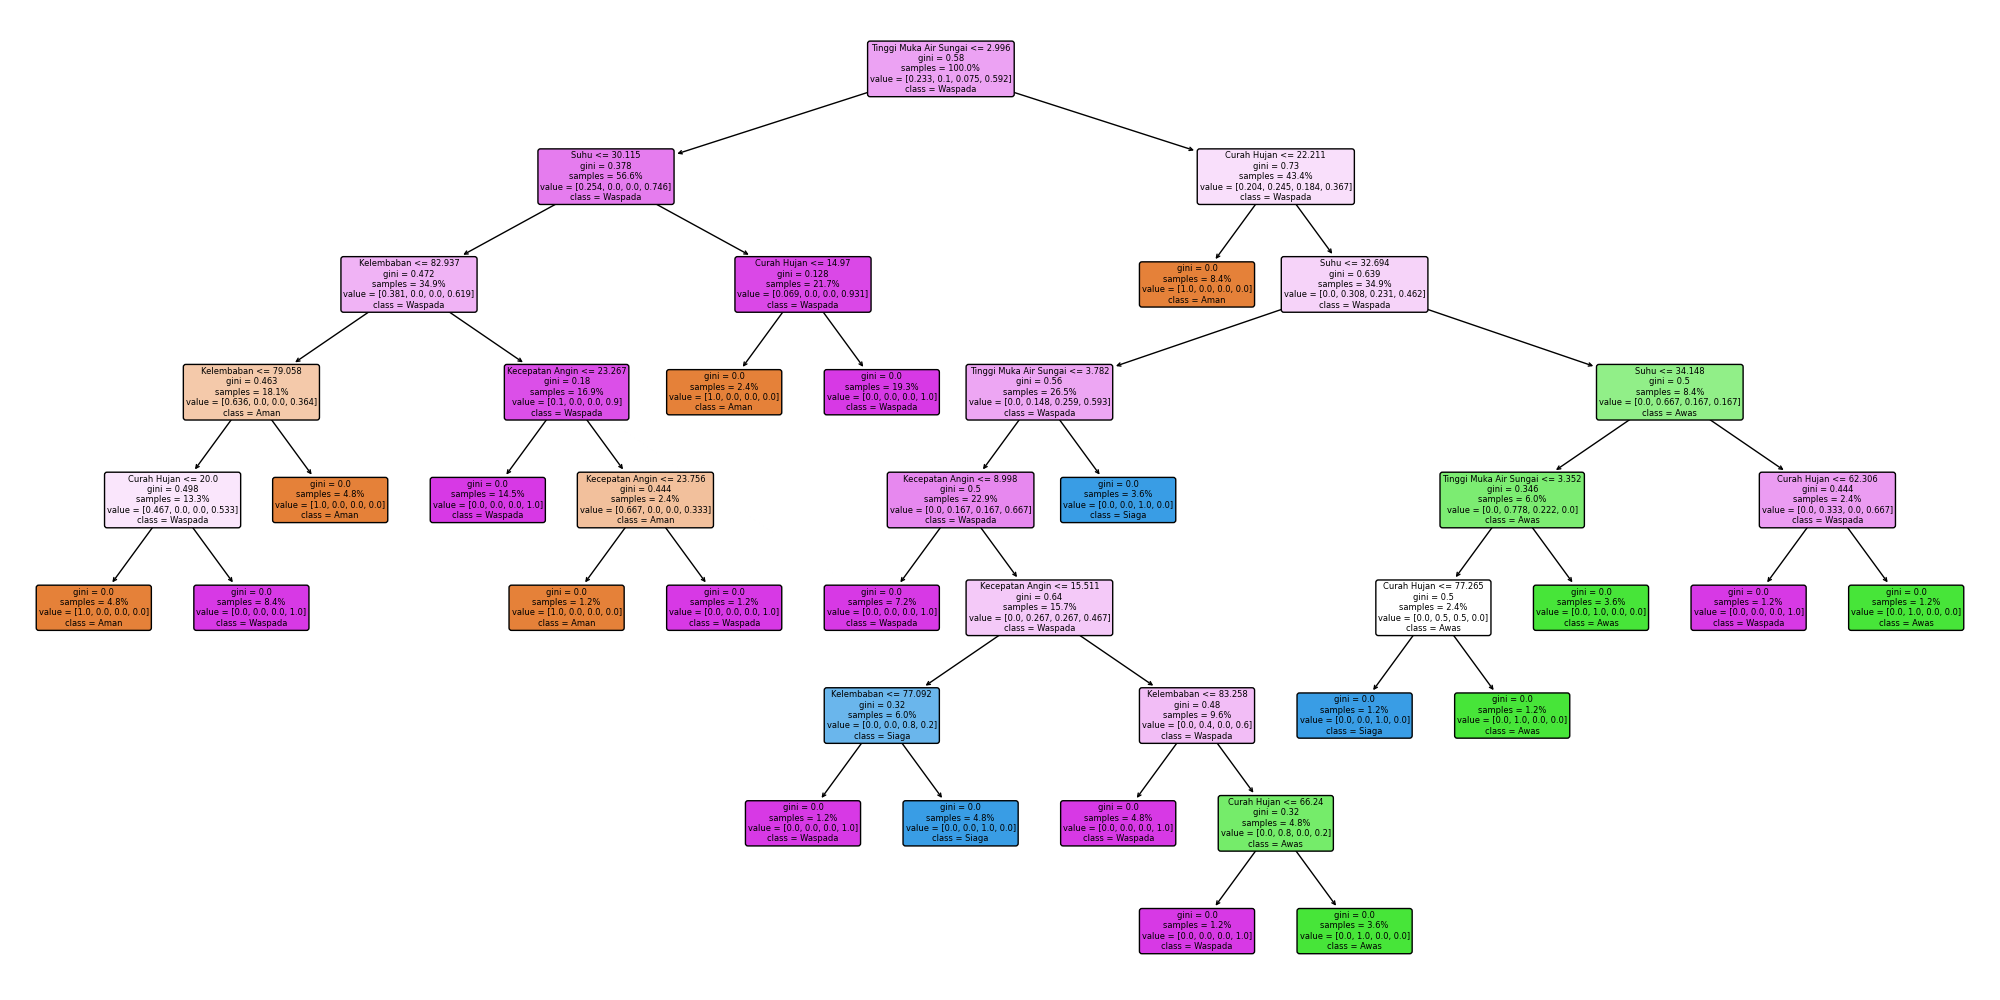 Tinggi Muka Air Sungai <= 2.996
gini = 0.58
samples = 100.0%
value = [0.233, 0.1, 0.075, 0.592]
class = Waspada
Suhu <= 30.115
gini = 0.378
samples = 56.6%
value = [0.254, 0.0, 0.0, 0.746]
class = Waspada
Curah Hujan <= 22.211
gini = 0.73
samples = 43.4%
value = [0.204, 0.245, 0.184, 0.367]
class = Waspada
Kelembaban <= 82.937
gini = 0.472
samples = 34.9%
value = [0.381, 0.0, 0.0, 0.619]
class = Waspada
Curah Hujan <= 14.97
gini = 0.128
samples = 21.7%
value = [0.069, 0.0, 0.0, 0.931]
class = Waspada
gini = 0.0
samples = 8.4%
value = [1.0, 0.0, 0.0, 0.0]
class = Aman
Suhu <= 32.694
gini = 0.639
samples = 34.9%
value = [0.0, 0.308, 0.231, 0.462]
class = Waspada
Kelembaban <= 79.058
gini = 0.463
samples = 18.1%
value = [0.636, 0.0, 0.0, 0.364]
class = Aman
Kecepatan Angin <= 23.267
gini = 0.18
samples = 16.9%
value = [0.1, 0.0, 0.0, 0.9]
class = Waspada
gini = 0.0
samples = 2.4%
value = [1.0, 0.0, 0.0, 0.0]
class = Aman
gini = 0.0
samples = 19.3%
value = [0.0, 0.0, 0.0, 1.0]
class = Waspada
Tinggi Muka Air Sungai <= 3.782
gini = 0.56
samples = 26.5%
value = [0.0, 0.148, 0.259, 0.593]
class = Waspada
Suhu <= 34.148
gini = 0.5
samples = 8.4%
value = [0.0, 0.667, 0.167, 0.167]
class = Awas
Curah Hujan <= 20.0
gini = 0.498
samples = 13.3%
value = [0.467, 0.0, 0.0, 0.533]
class = Waspada
gini = 0.0
samples = 4.8%
value = [1.0, 0.0, 0.0, 0.0]
class = Aman
gini = 0.0
samples = 14.5%
value = [0.0, 0.0, 0.0, 1.0]
class = Waspada
Kecepatan Angin <= 23.756
gini = 0.444
samples = 2.4%
value = [0.667, 0.0, 0.0, 0.333]
class = Aman
Kecepatan Angin <= 8.998
gini = 0.5
samples = 22.9%
value = [0.0, 0.167, 0.167, 0.667]
class = Waspada
gini = 0.0
samples = 3.6%
value = [0.0, 0.0, 1.0, 0.0]
class = Siaga
Tinggi Muka Air Sungai <= 3.352
gini = 0.346
samples = 6.0%
value = [0.0, 0.778, 0.222, 0.0]
class = Awas
Curah Hujan <= 62.306
gini = 0.444
samples = 2.4%
value = [0.0, 0.333, 0.0, 0.667]
class = Waspada
gini = 0.0
samples = 4.8%
value = [1.0, 0.0, 0.0, 0.0]
class = Aman
gini = 0.0
samples = 8.4%
value = [0.0, 0.0, 0.0, 1.0]
class = Waspada
gini = 0.0
samples = 1.2%
value = [1.0, 0.0, 0.0, 0.0]
class = Aman
gini = 0.0
samples = 1.2%
value = [0.0, 0.0, 0.0, 1.0]
class = Waspada
gini = 0.0
samples = 7.2%
value = [0.0, 0.0, 0.0, 1.0]
class = Waspada
Kecepatan Angin <= 15.511
gini = 0.64
samples = 15.7%
value = [0.0, 0.267, 0.267, 0.467]
class = Waspada
Curah Hujan <= 77.265
gini = 0.5
samples = 2.4%
value = [0.0, 0.5, 0.5, 0.0]
class = Awas
gini = 0.0
samples = 3.6%
value = [0.0, 1.0, 0.0, 0.0]
class = Awas
gini = 0.0
samples = 1.2%
value = [0.0, 0.0, 0.0, 1.0]
class = Waspada
gini = 0.0
samples = 1.2%
value = [0.0, 1.0, 0.0, 0.0]
class = Awas
Kelembaban <= 77.092
gini = 0.32
samples = 6.0%
value = [0.0, 0.0, 0.8, 0.2]
class = Siaga
Kelembaban <= 83.258
gini = 0.48
samples = 9.6%
value = [0.0, 0.4, 0.0, 0.6]
class = Waspada
gini = 0.0
samples = 1.2%
value = [0.0, 0.0, 1.0, 0.0]
class = Siaga
gini = 0.0
samples = 1.2%
value = [0.0, 1.0, 0.0, 0.0]
class = Awas
gini = 0.0
samples = 1.2%
value = [0.0, 0.0, 0.0, 1.0]
class = Waspada
gini = 0.0
samples = 4.8%
value = [0.0, 0.0, 1.0, 0.0]
class = Siaga
gini = 0.0
samples = 4.8%
value = [0.0, 0.0, 0.0, 1.0]
class = Waspada
Curah Hujan <= 66.24
gini = 0.32
samples = 4.8%
value = [0.0, 0.8, 0.0, 0.2]
class = Awas
gini = 0.0
samples = 1.2%
value = [0.0, 0.0, 0.0, 1.0]
class = Waspada
gini = 0.0
samples = 3.6%
value = [0.0, 1.0, 0.0, 0.0]
class = Awas